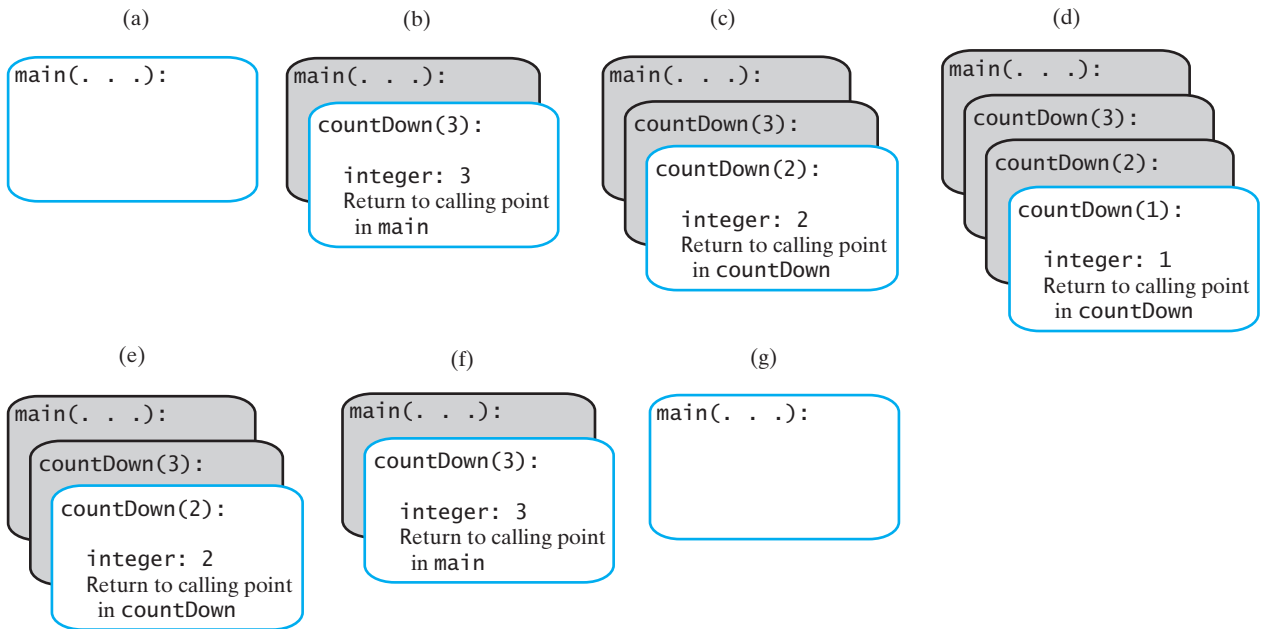 (a)
main(. . .):
(b)
main(. . .):
countDown(3):
integer: 3
Return to calling point
in main
(c)
main(. . .):
countDown(3):
countDown(2):
integer: 2
Return to calling point
in countDown
(d)
main(. . .):
countDown(3):
countDown(2):
countDown(1):
integer: 1
Return to calling point
in countDown
(e)
main(. . .):
countDown(3):
countDown(2):
integer: 2
Return to calling point
in countDown
(f)
main(. . .):
countDown(3):
integer: 3
Return to calling point
in main
(g)
main(. . .):